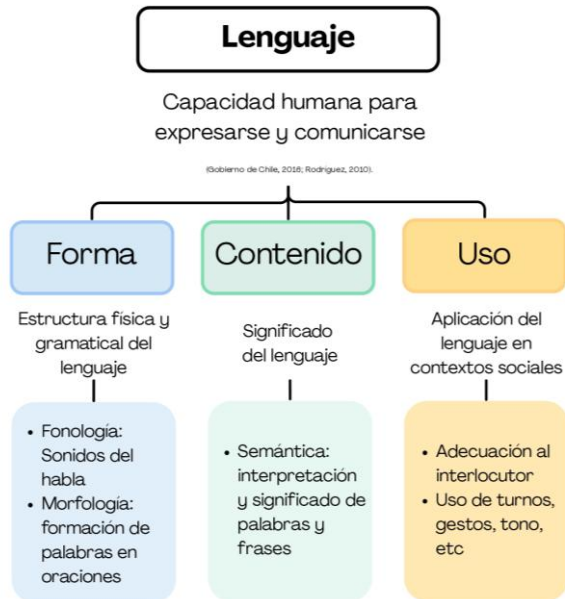 Lenguaje
Capacidad humana para
expresarse y comunicarse
(Gobierno de Chile, 2016; Rodríguez, 2010).
Forma
Estructura física y
gramatical del
lenguaje
• Fonología:
Sonidos del
habla
• Morfología:
formación de
palabras en
oraciones
Contenido
Significado
del lenguaje
• Semántica:
interpretación
y significado de
palabras y
frases
Uso
Aplicación del
lenguaje en
contextos sociales
• Adecuación al
interlocutor
• Uso de turnos,
gestos, tono,
etc